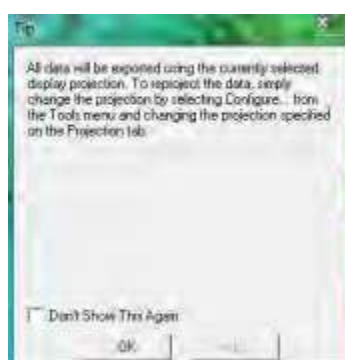 Tip
All data will be exported using the currently selected
display projection. To reproject the data, simply
change the projection by selecting Configure... from
the Tools menu and changing the projection specified
on the Projection tab.
Don't Show This Again
OK